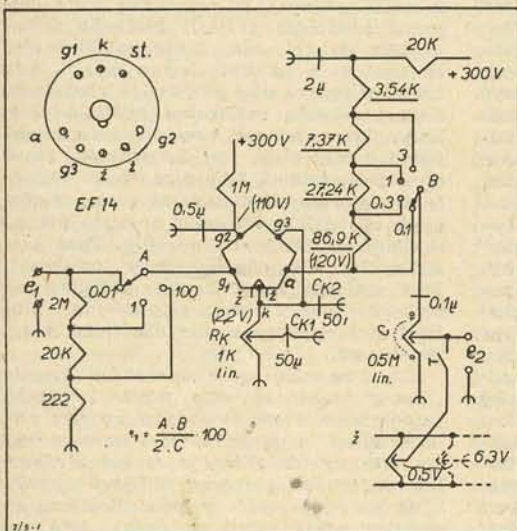 g1 k st.
a g2
g3 ż ż
EF14
20K
+300V
2µ
3,54K
7,37K
3
1
B
27,24K
0,3
0,1
86,9K
(120V)
+300V
1M
(110V)
0,5µ
g2 g3
g1 a
ż ż
k
(2,2V)
RK
1K
lin.
CK1
50µ
CK2
50µ
e1
2M
0,01
A
1
100
20K
222
0,1µ
C
0,5M
lin.
T
e2
ż
0,5V
6,3V
e1 = A.B / 2.C · 100